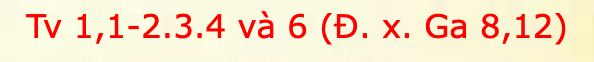 Tv 1,1-2.3.4 và 6 (Đ. x. Ga 8,12)